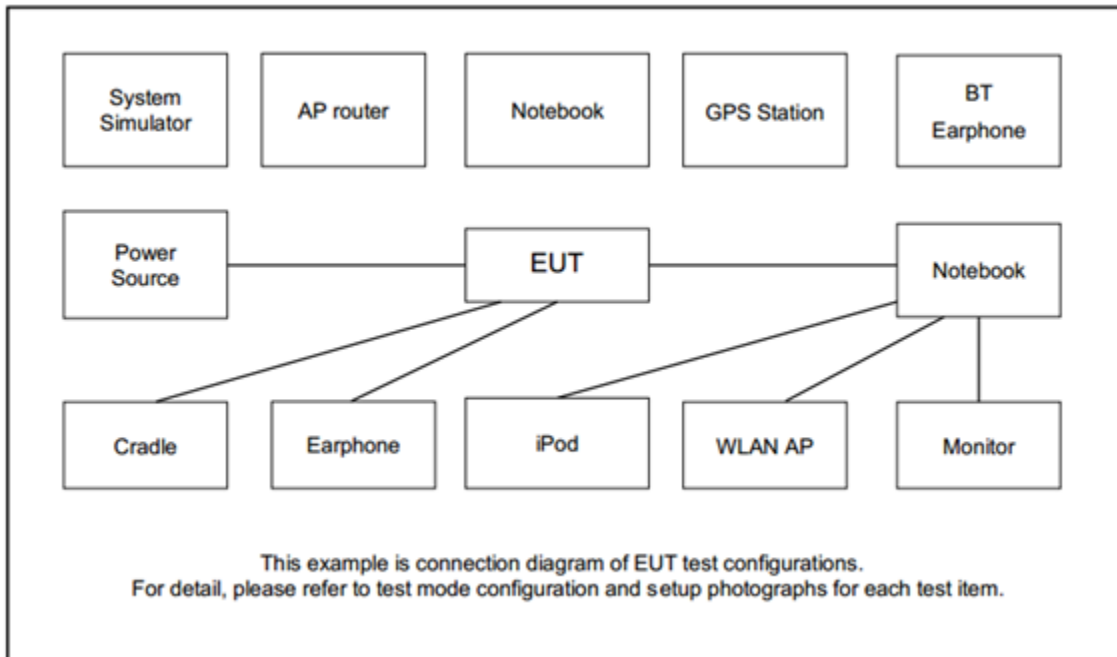 System
Simulator
AP router
Notebook
GPS Station
BT
Earphone
Power
Source
EUT
Notebook
Cradle
Earphone
iPod
WLAN AP
Monitor
This example is connection diagram of EUT test configurations.
For detail, please refer to test mode configuration and setup photographs for each test item.